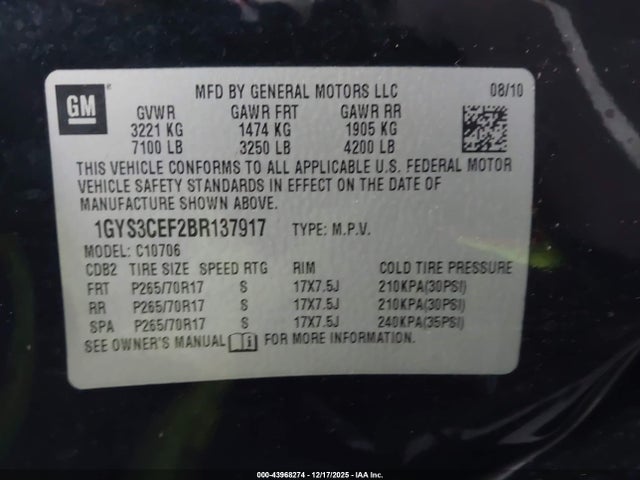 GM
MFD BY GENERAL MOTORS LLC 08/10
GVWR GAWR FRT GAWR RR
3221 KG 1474 KG 1905 KG
7100 LB 3250 LB 4200 LB
THIS VEHICLE CONFORMS TO ALL APPLICABLE U.S. FEDERAL MOTOR
VEHICLE SAFETY STANDARDS IN EFFECT ON THE DATE OF
MANUFACTURE SHOWN ABOVE.
1GYS3CEF2BR137917 TYPE: M.P.V.
MODEL: C10706
CDB2 TIRE SIZE SPEED RTG RIM COLD TIRE PRESSURE
FRT P265/70R17 S 17X7.5J 210KPA(30PSI)
RR P265/70R17 S 17X7.5J 210KPA(30PSI)
SPA P265/70R17 S 17X7.5J 240KPA(35PSI)
SEE OWNER'S MANUAL FOR MORE INFORMATION.
000-43968274 - 12/17/2025 - IAA Inc.